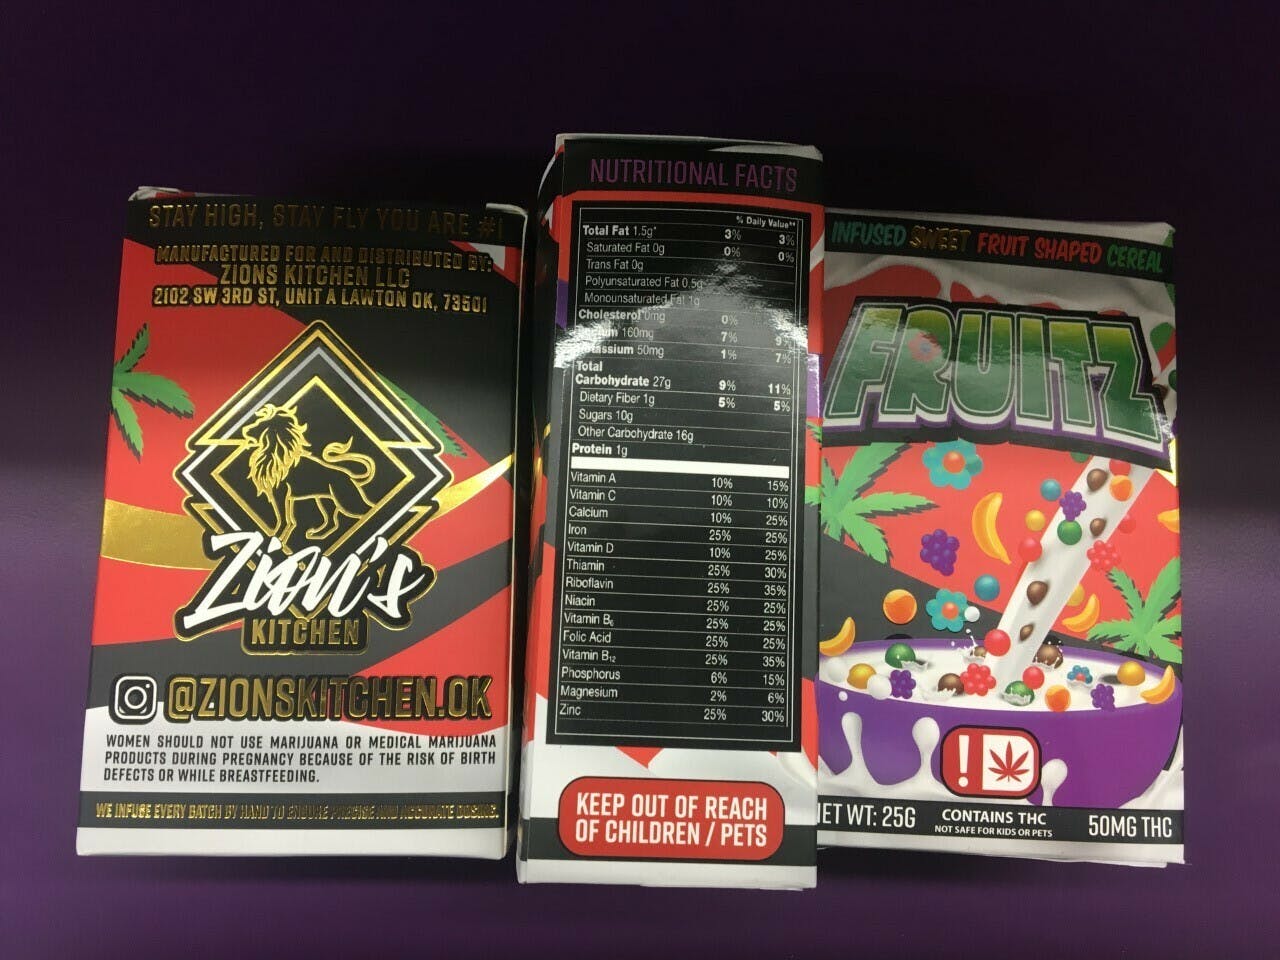 STAY HIGH, STAY FLY YOU ARE #1
MANUFACTURED FOR AND DISTRIBUTED BY:
ZIONS KITCHEN LLC
2102 SW 3RD ST, UNIT A LAWTON OK, 73501
Zion's
KITCHEN
@ZIONSKITCHEN.OK
WOMEN SHOULD NOT USE MARIJUANA OR MEDICAL MARIJUANA
PRODUCTS DURING PREGNANCY BECAUSE OF THE RISK OF BIRTH
DEFECTS OR WHILE BREASTFEEDING.
WE INFUSE EVERY BATCH BY HAND TO ENSURE PRECISE AND ACCURATE DOSING.
NUTRITIONAL FACTS
% Daily Value**
Total Fat 1.5g* 3% 3%
Saturated Fat 0g 0% 0%
Trans Fat 0g
Polyunsaturated Fat 0.5g
Monounsaturated Fat 1g
Cholesterol 0mg 0%
160mg 7% 9%
50mg 1% 7%
Total
Carbohydrate 27g 9% 11%
Dietary Fiber 1g 5% 5%
Sugars 10g
Other Carbohydrate 16g
Protein 1g
Vitamin A 10% 15%
Vitamin C 10% 10%
Calcium 10% 25%
Iron 25% 25%
Vitamin D 10% 25%
Thiamin 25% 30%
Riboflavin 25% 35%
Niacin 25% 25%
Vitamin B6 25% 25%
Folic Acid 25% 25%
Vitamin B12 25% 35%
Phosphorus 6% 15%
Magnesium 2% 6%
Zinc 25% 30%
KEEP OUT OF REACH
OF CHILDREN / PETS
INFUSED SWEET FRUIT SHAPED CEREAL
FRUITZ
!
NET WT: 25G
CONTAINS THC
NOT SAFE FOR KIDS OR PETS
50MG THC